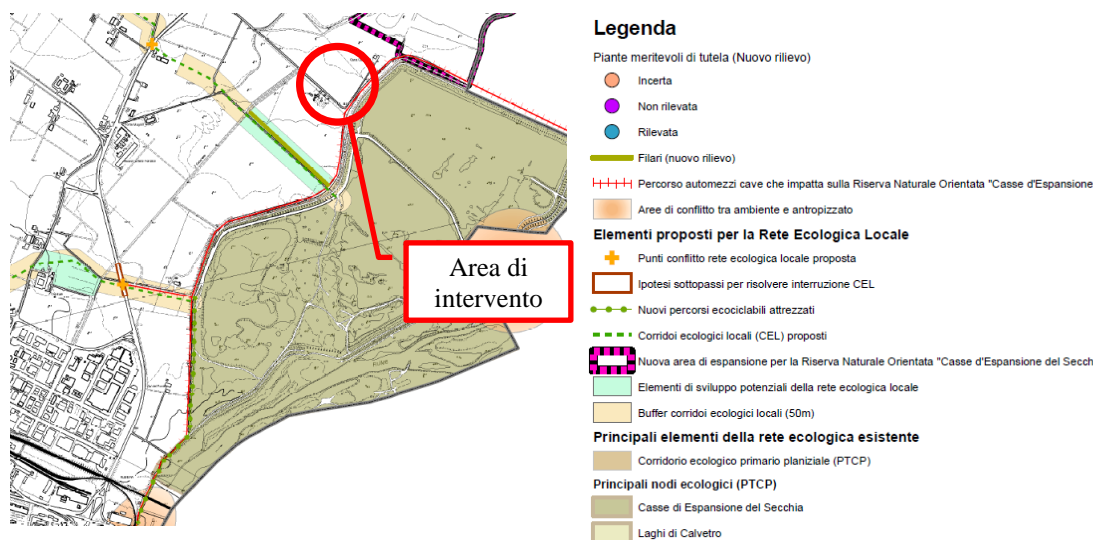 Area di
intervento
Legenda
Piante meritevoli di tutela (Nuovo rilievo)
Incerta
Non rilevata
Rilevata
Filari (nuovo rilievo)
Percorso automezzi cave che impatta sulla Riserva Naturale Orientata "Casse d'Espansione
Aree di conflitto tra ambiente e antropizzato
Elementi proposti per la Rete Ecologica Locale
Punti conflitto rete ecologica locale proposta
Ipotesi sottopassi per risolvere interruzione CEL
Nuovi percorsi ecociclabili attrezzati
Corridoi ecologici locali (CEL) proposti
Nuova area di espansione per la Riserva Naturale Orientata "Casse d'Espansione del Secch
Elementi di sviluppo potenziali della rete ecologica locale
Buffer corridoi ecologici locali (50m)
Principali elementi della rete ecologica esistente
Corridorio ecologico primario planiziale (PTCP)
Principali nodi ecologici (PTCP)
Casse di Espansione del Secchia
Laghi di Calvetro